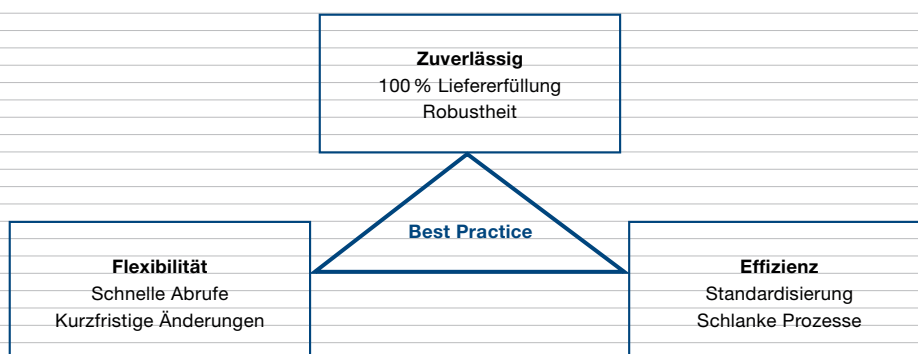 Zuverlässig
100 % Liefererfüllung
Robustheit
Best Practice
Flexibilität
Schnelle Abrufe
Kurzfristige Änderungen
Effizienz
Standardisierung
Schlanke Prozesse